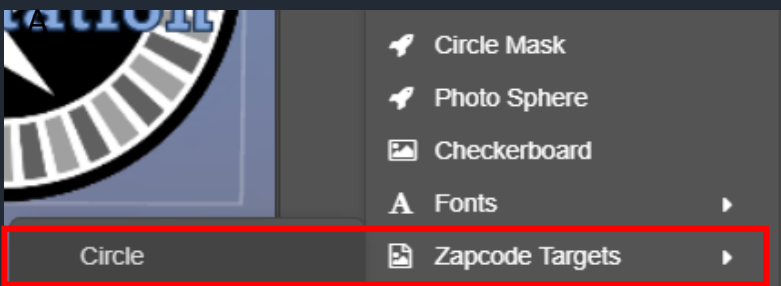 A
Circle Mask
Photo Sphere
Checkerboard
A Fonts
Circle
Zapcode Targets